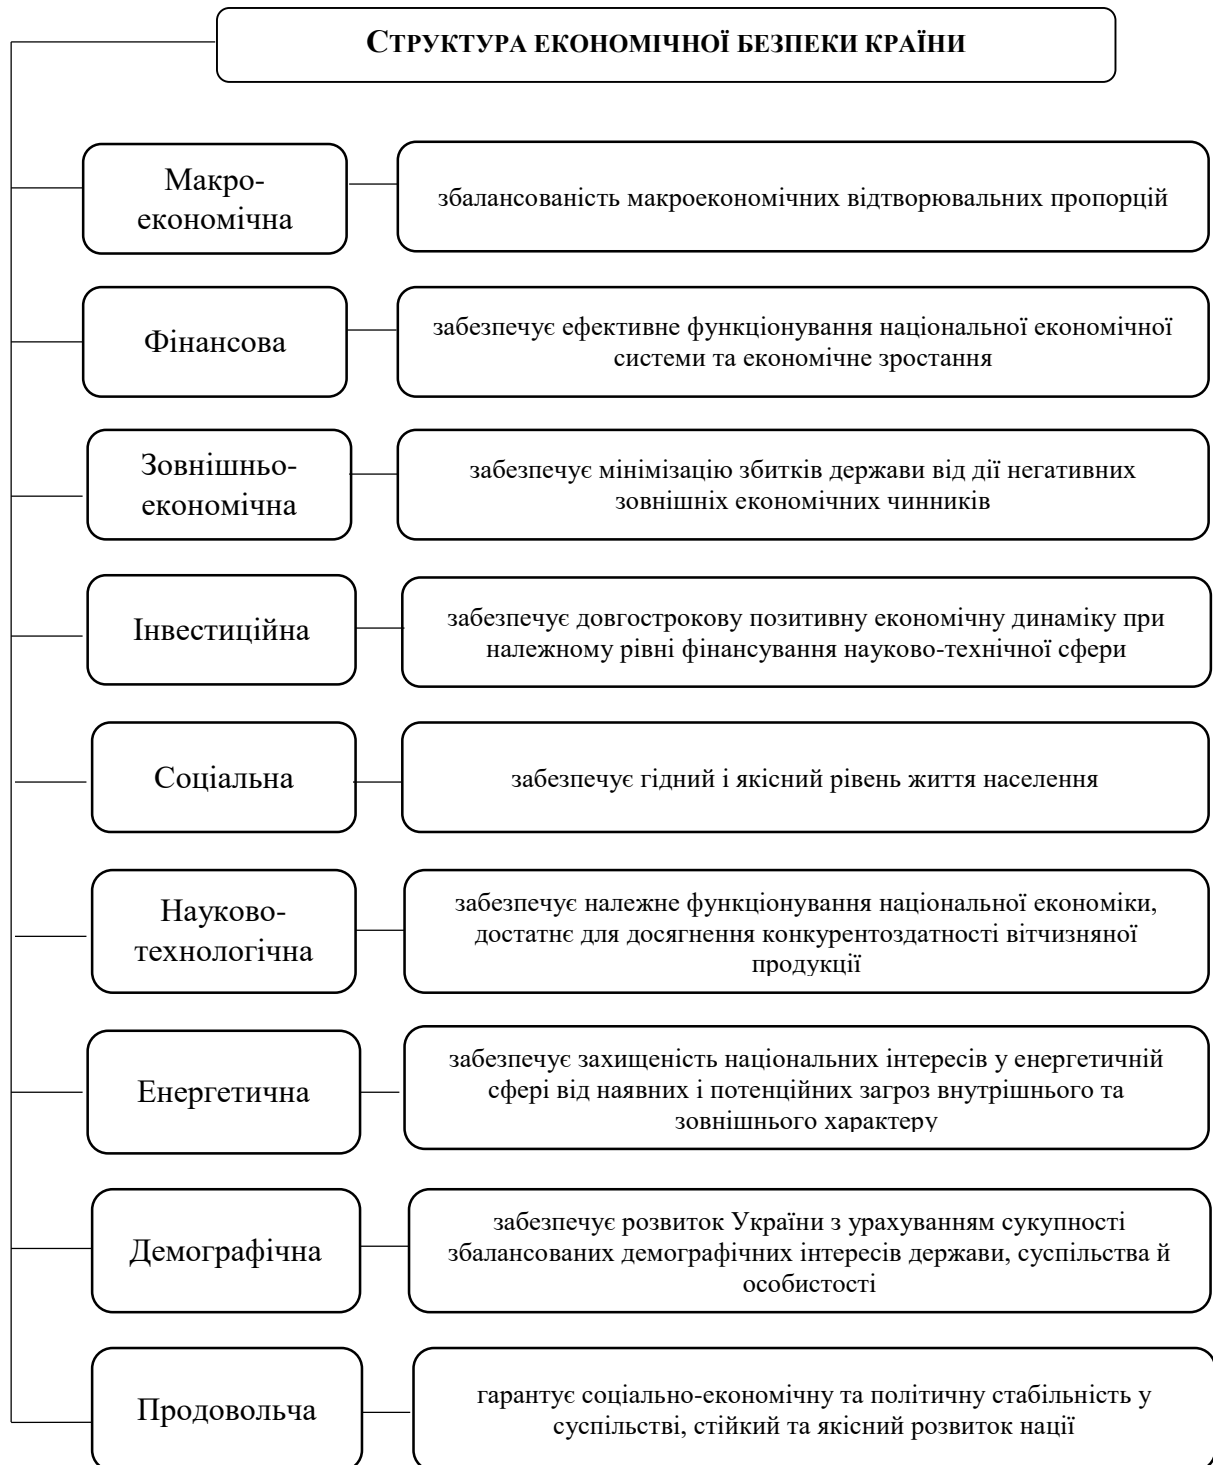 СТРУКТУРА ЕКОНОМІЧНОЇ БЕЗПЕКИ КРАЇНИ
Макро-
економічна
збалансованість макроекономічних відтворювальних пропорцій
Фінансова
забезпечує ефективне функціонування національної економічної
системи та економічне зростання
Зовнішньо-
економічна
забезпечує мінімізацію збитків держави від дії негативних
зовнішніх економічних чинників
Інвестиційна
забезпечує довгострокову позитивну економічну динаміку при
належному рівні фінансування науково-технічної сфери
Соціальна
забезпечує гідний і якісний рівень життя населення
Науково-
технологічна
забезпечує належне функціонування національної економіки,
достатнє для досягнення конкурентоздатності вітчизняної
продукції
Енергетична
забезпечує захищеність національних інтересів у енергетичній
сфері від наявних і потенційних загроз внутрішнього та
зовнішнього характеру
Демографічна
забезпечує розвиток України з урахуванням сукупності
збалансованих демографічних інтересів держави, суспільства й
особистості
Продовольча
гарантує соціально-економічну та політичну стабільність у
суспільстві, стійкий та якісний розвиток нації